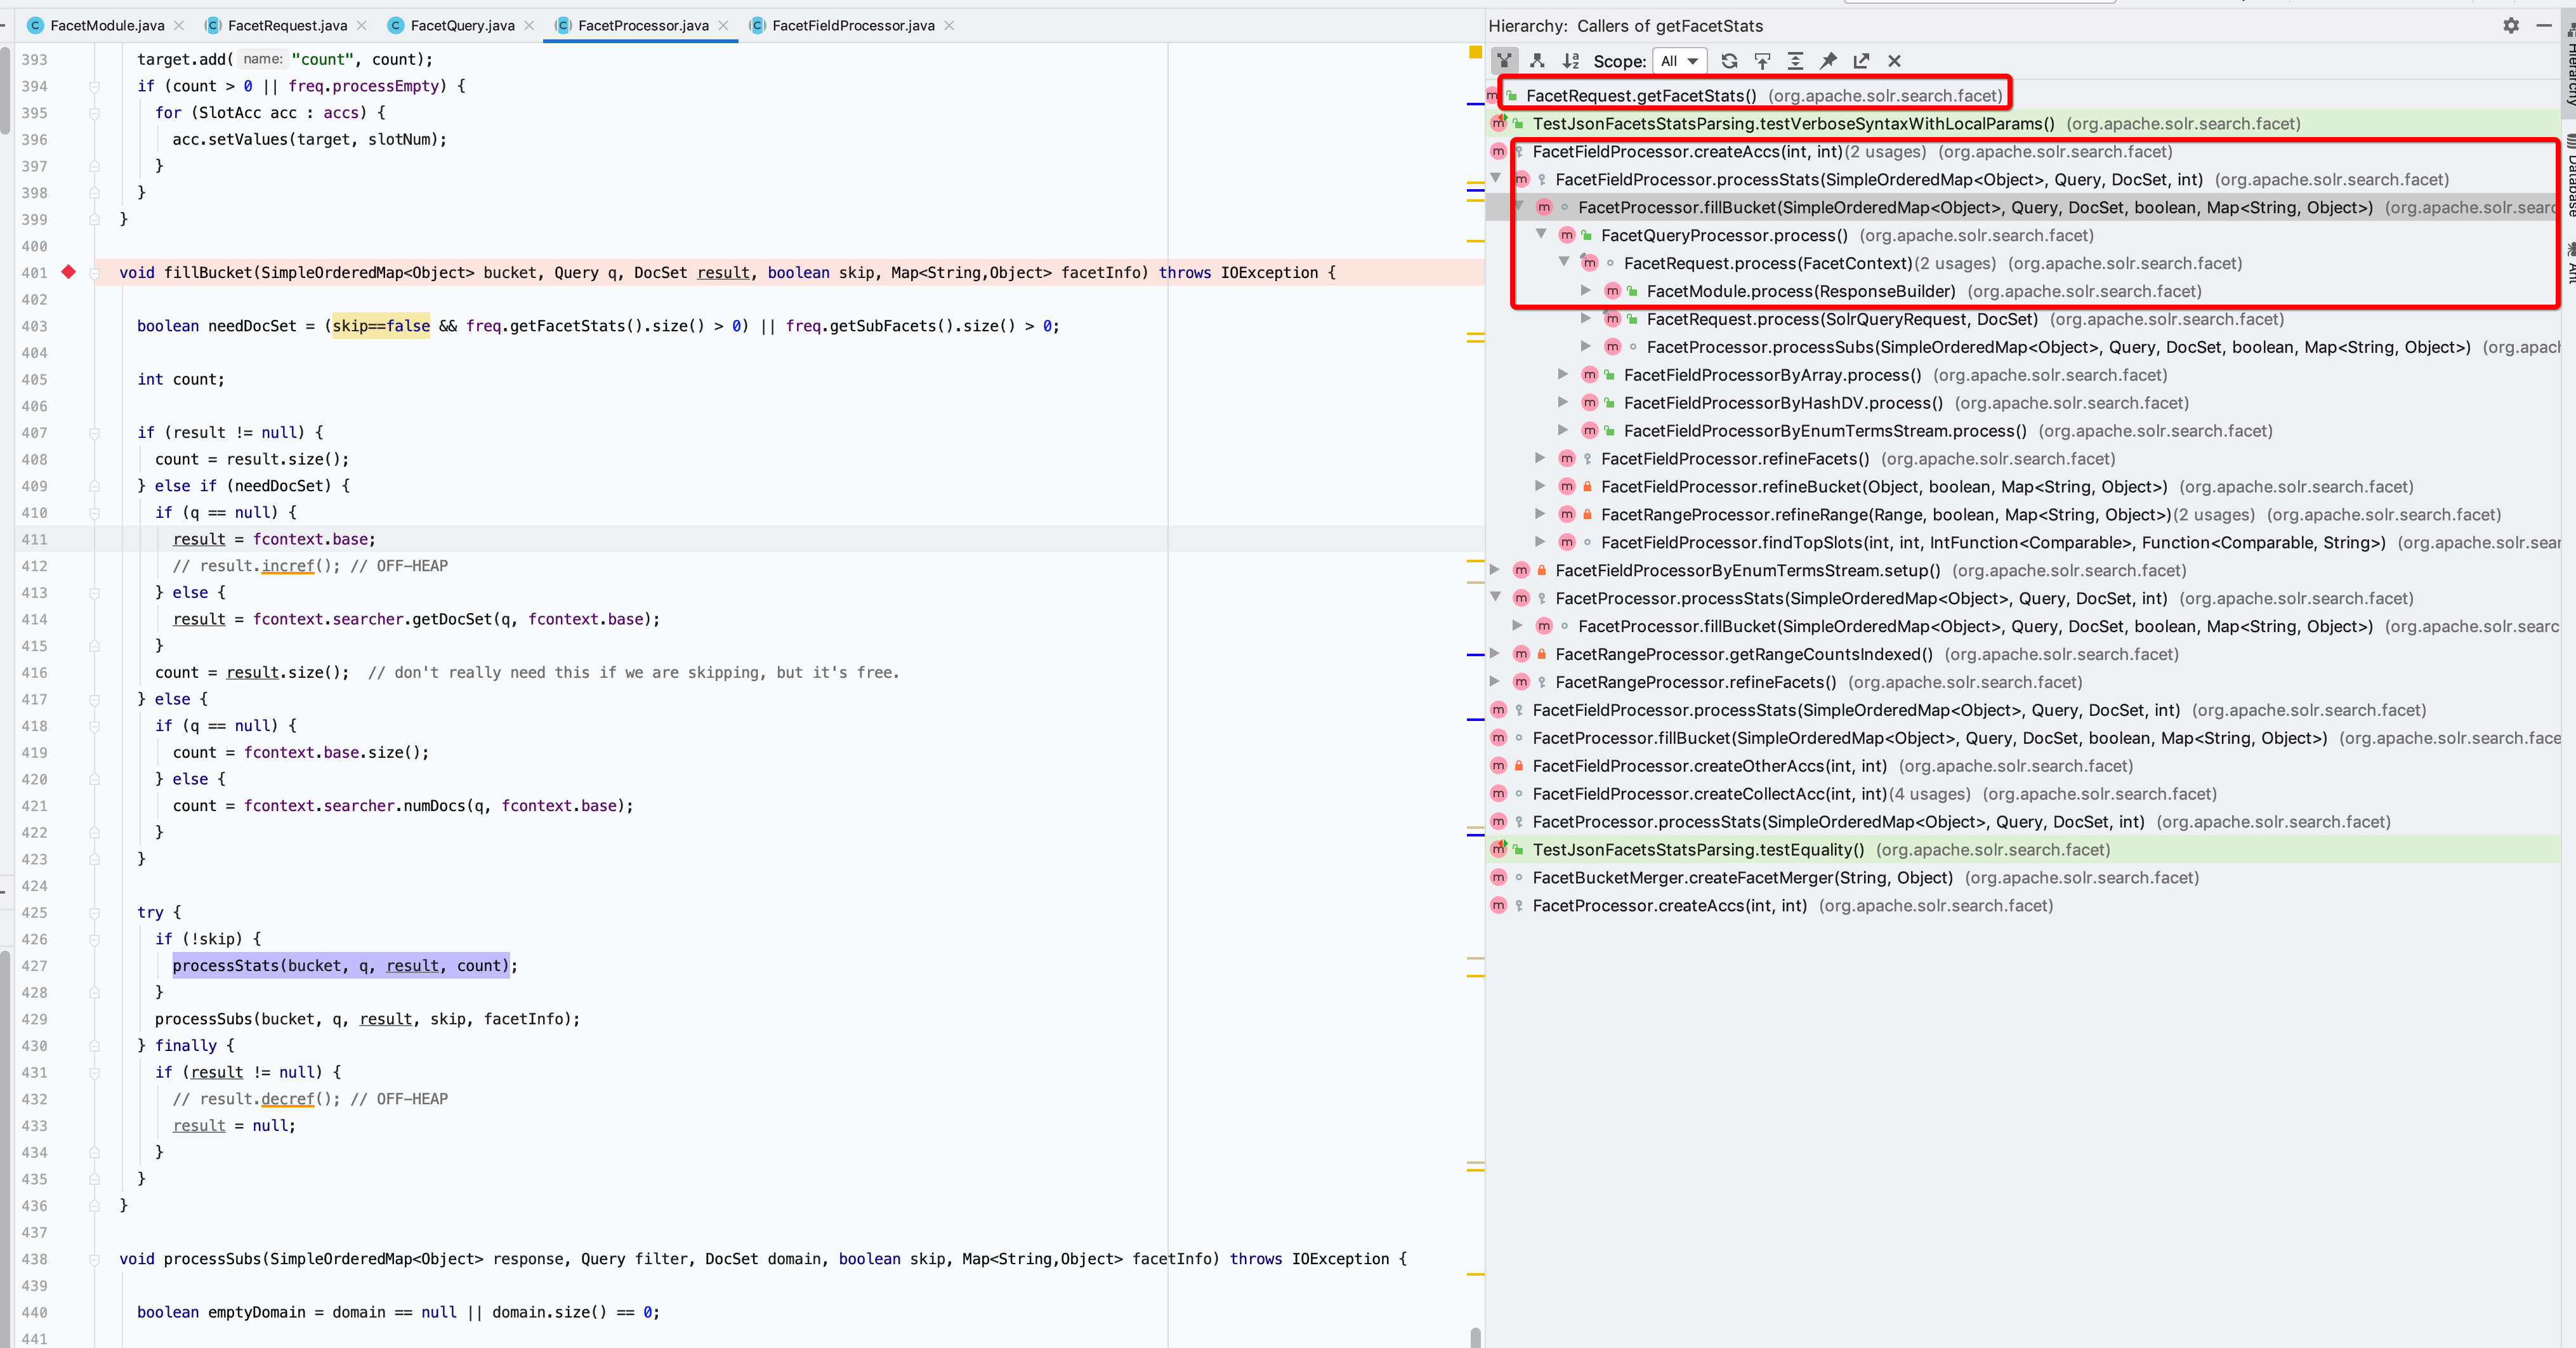 FacetModule.java FacetRequest.java FacetQuery.java FacetProcessor.java FacetFieldProcessor.java
393 target.add( name: "count", count);
394 if (count > 0 || freq.processEmpty) {
395 for (SlotAcc acc : accs) {
396 acc.setValues(target, slotNum);
397 }
398 }
399 }
400
401 void fillBucket(SimpleOrderedMap<Object> bucket, Query q, DocSet result, boolean skip, Map<String,Object> facetInfo) throws IOException {
402
403 boolean needDocSet = (skip==false && freq.getFacetStats().size() > 0) || freq.getSubFacets().size() > 0;
404
405 int count;
406
407 if (result != null) {
408 count = result.size();
409 } else if (needDocSet) {
410 if (q == null) {
411 result = fcontext.base;
412 // result.incref(); // OFF-HEAP
413 } else {
414 result = fcontext.searcher.getDocSet(q, fcontext.base);
415 }
416 count = result.size();  // don't really need this if we are skipping, but it's free.
417 } else {
418 if (q == null) {
419 count = fcontext.base.size();
420 } else {
421 count = fcontext.searcher.numDocs(q, fcontext.base);
422 }
423 }
424
425 try {
426 if (!skip) {
427 processStats(bucket, q, result, count);
428 }
429 processSubs(bucket, q, result, skip, facetInfo);
430 } finally {
431 if (result != null) {
432 // result.decref(); // OFF-HEAP
433 result = null;
434 }
435 }
436 }
437
438 void processSubs(SimpleOrderedMap<Object> response, Query filter, DocSet domain, boolean skip, Map<String,Object> facetInfo) throws IOException {
439
440 boolean emptyDomain = domain == null || domain.size() == 0;
441
Hierarchy: Callers of getFacetStats
Scope: All
FacetRequest.getFacetStats() (org.apache.solr.search.facet)
TestJsonFacetsStatsParsing.testVerboseSyntaxWithLocalParams() (org.apache.solr.search.facet)
FacetFieldProcessor.createAccs(int, int)(2 usages) (org.apache.solr.search.facet)
FacetFieldProcessor.processStats(SimpleOrderedMap<Object>, Query, DocSet, int) (org.apache.solr.search.facet)
FacetProcessor.fillBucket(SimpleOrderedMap<Object>, Query, DocSet, boolean, Map<String, Object>) (org.apache.solr.searc
FacetQueryProcessor.process() (org.apache.solr.search.facet)
FacetRequest.process(FacetContext)(2 usages) (org.apache.solr.search.facet)
FacetModule.process(ResponseBuilder) (org.apache.solr.search.facet)
FacetRequest.process(SolrQueryRequest, DocSet) (org.apache.solr.search.facet)
FacetProcessor.processSubs(SimpleOrderedMap<Object>, Query, DocSet, boolean, Map<String, Object>) (org.apacl
FacetFieldProcessorByArray.process() (org.apache.solr.search.facet)
FacetFieldProcessorByHashDV.process() (org.apache.solr.search.facet)
FacetFieldProcessorByEnumTermsStream.process() (org.apache.solr.search.facet)
FacetFieldProcessor.refineFacets() (org.apache.solr.search.facet)
FacetFieldProcessor.refineBucket(Object, boolean, Map<String, Object>) (org.apache.solr.search.facet)
FacetRangeProcessor.refineRange(Range, boolean, Map<String, Object>)(2 usages) (org.apache.solr.search.facet)
FacetFieldProcessor.findTopSlots(int, int, IntFunction<Comparable>, Function<Comparable, String>) (org.apache.solr.sear
FacetFieldProcessorByEnumTermsStream.setup() (org.apache.solr.search.facet)
FacetProcessor.processStats(SimpleOrderedMap<Object>, Query, DocSet, int) (org.apache.solr.search.facet)
FacetProcessor.fillBucket(SimpleOrderedMap<Object>, Query, DocSet, boolean, Map<String, Object>) (org.apache.solr.searc
FacetRangeProcessor.getRangeCountsIndexed() (org.apache.solr.search.facet)
FacetRangeProcessor.refineFacets() (org.apache.solr.search.facet)
FacetFieldProcessor.processStats(SimpleOrderedMap<Object>, Query, DocSet, int) (org.apache.solr.search.facet)
FacetProcessor.fillBucket(SimpleOrderedMap<Object>, Query, DocSet, boolean, Map<String, Object>) (org.apache.solr.search.face
FacetFieldProcessor.createOtherAccs(int, int) (org.apache.solr.search.facet)
FacetFieldProcessor.createCollectAcc(int, int)(4 usages) (org.apache.solr.search.facet)
FacetProcessor.processStats(SimpleOrderedMap<Object>, Query, DocSet, int) (org.apache.solr.search.facet)
TestJsonFacetsStatsParsing.testEquality() (org.apache.solr.search.facet)
FacetBucketMerger.createFacetMerger(String, Object) (org.apache.solr.search.facet)
FacetProcessor.createAccs(int, int) (org.apache.solr.search.facet)
Hierarchy
Database
Ant